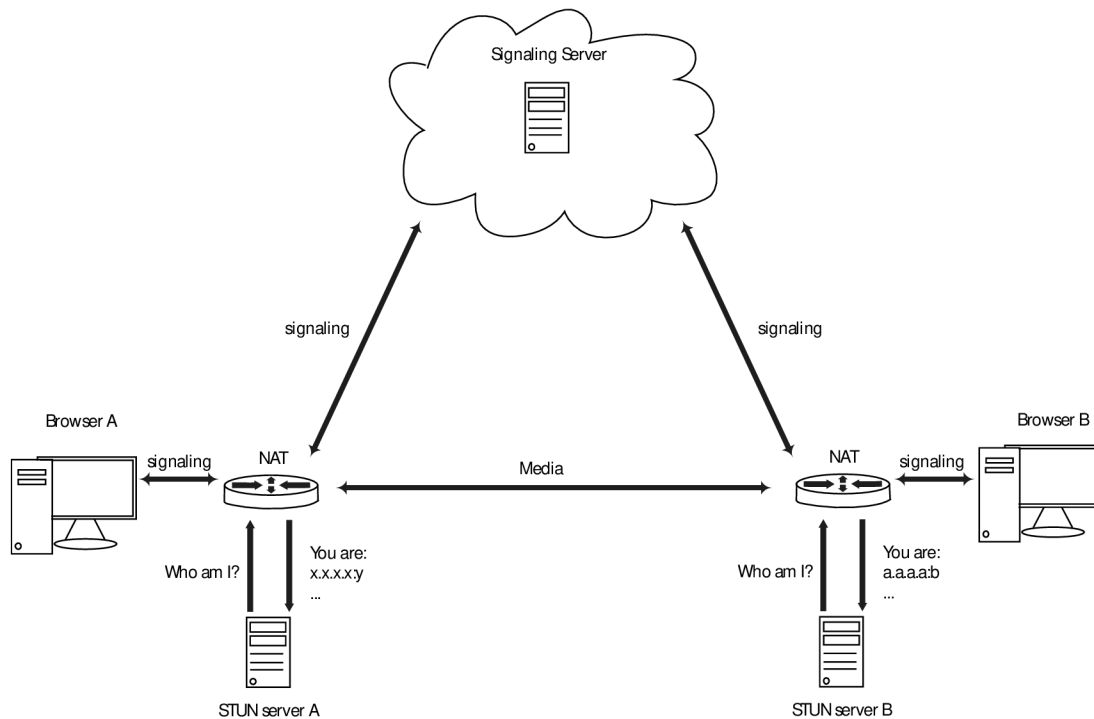 Signaling Server
signaling
signaling
Browser A
Browser B
signaling
NAT
Media
NAT
signaling
Who am I?
You are:
x.x.x.x:y
...
Who am I?
You are:
a.a.a.a:b
...
STUN server A
STUN server B